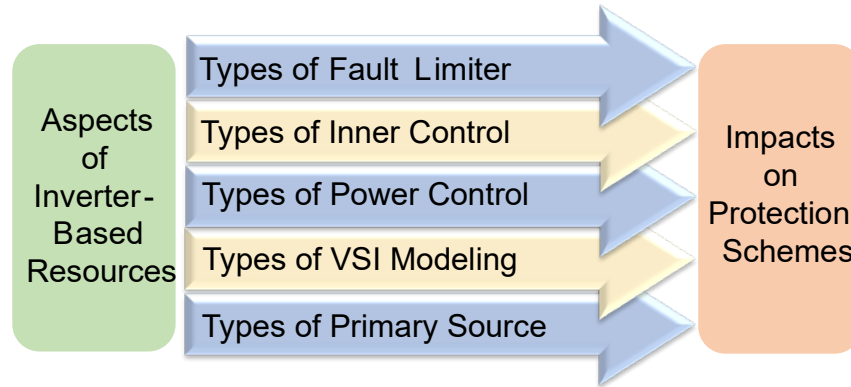 Aspects
of
Inverter-
Based
Resources
Types of Fault Limiter
Types of Inner Control
Types of Power Control
Types of VSI Modeling
Types of Primary Source
Impacts
on
Protection
Schemes